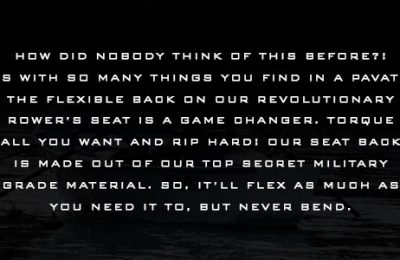 HOW DID NOBODY THINK OF THIS BEFORE?!
S WITH SO MANY THINGS YOU FIND IN A PAVAT
THE FLEXIBLE BACK ON OUR REVOLUTIONARY
ROWER'S SEAT IS A GAME CHANGER. TORQUE
ALL YOU WANT AND RIP HARD! OUR SEAT BACK
IS MADE OUT OF OUR TOP SECRET MILITARY
GRADE MATERIAL. SO, IT'LL FLEX AS MUCH AS
YOU NEED IT TO, BUT NEVER BEND.